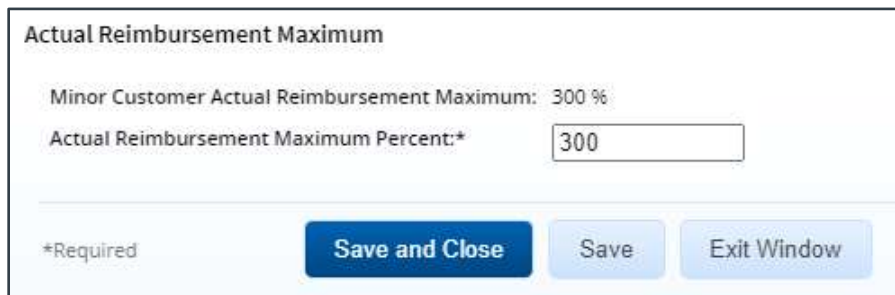 Actual Reimbursement Maximum
Minor Customer Actual Reimbursement Maximum: 300 %
Actual Reimbursement Maximum Percent:* 300
*Required Save and Close Save Exit Window